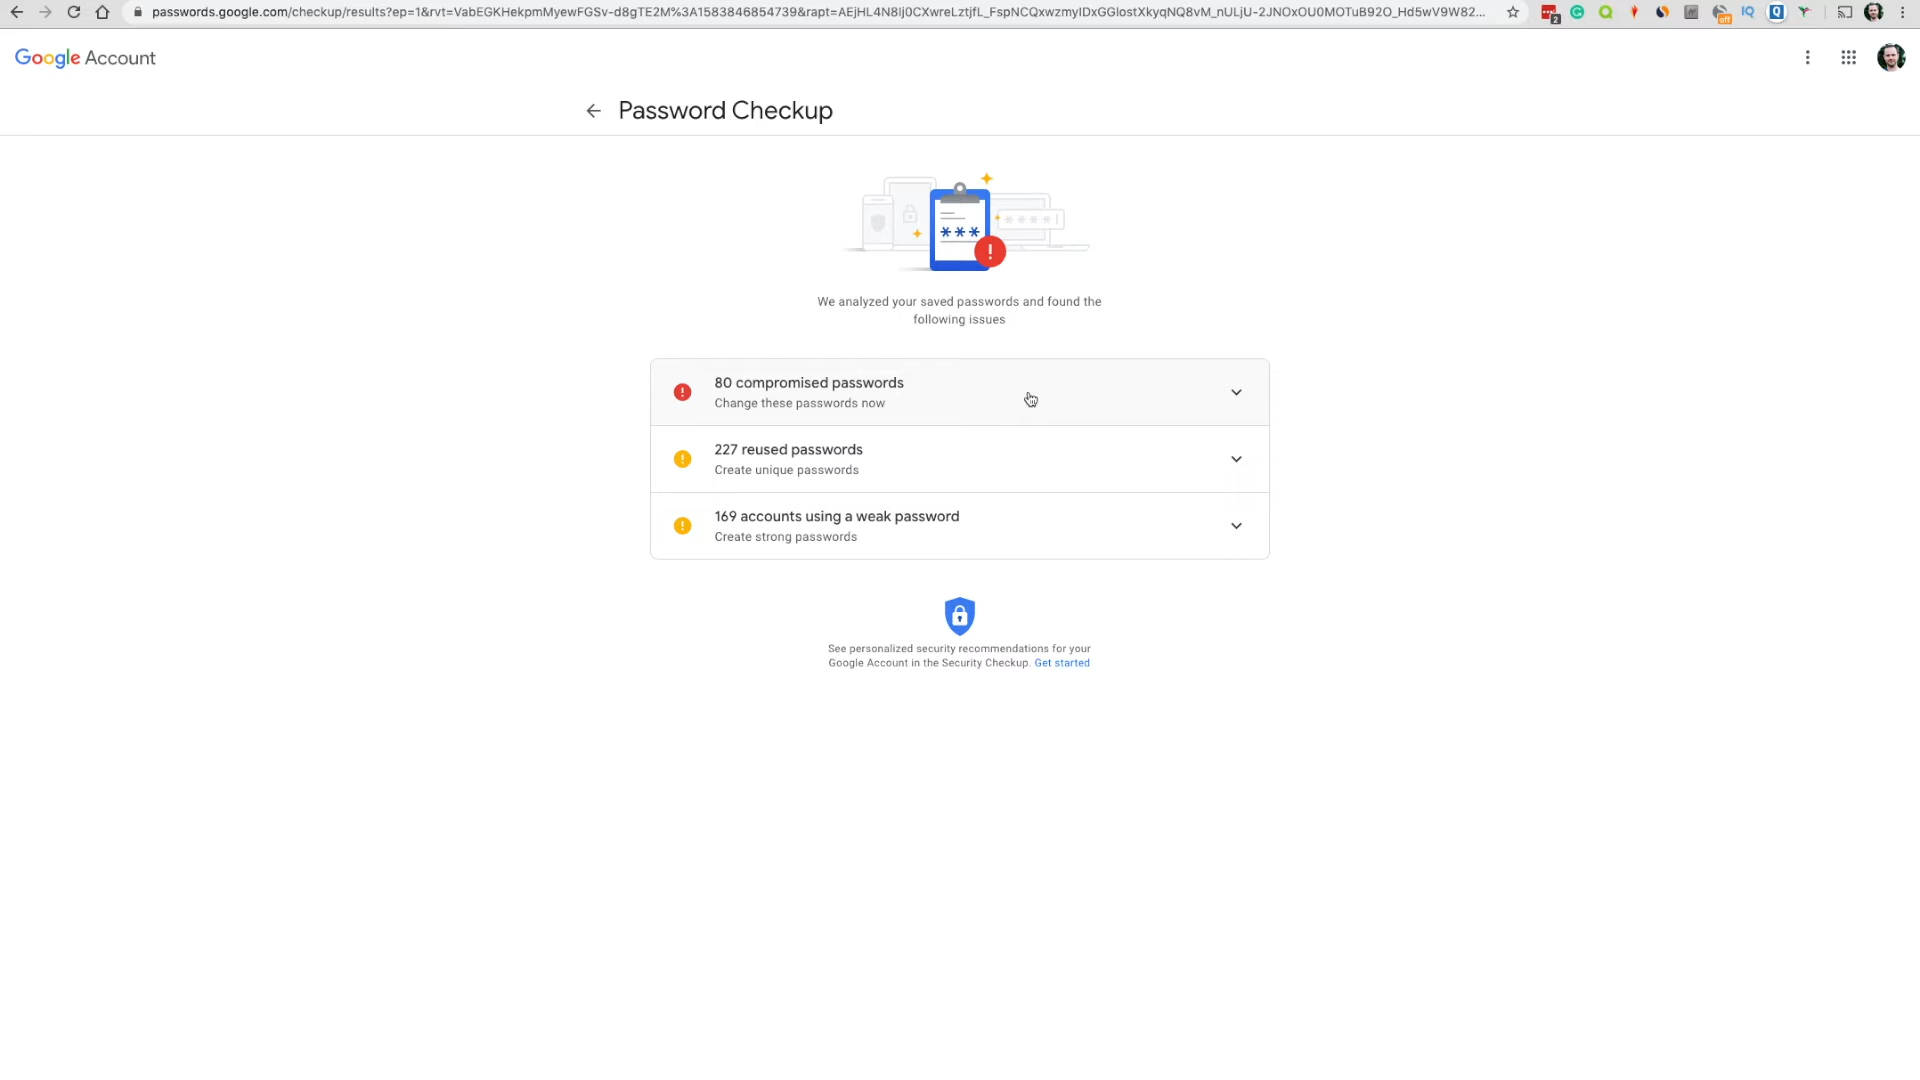 passwords.google.com/checkup/results?ep=1&rvt=VabEGKHekpmMyewFGSv-d8gTE2M%3A1583846854739&rapt=AEjHL4N8Ij0CXwreLztjfL_FspNCQxwzmyIDxGGlostXkyqNQ8vM_nULjU-2JNOxOU0MOTuB92O_Hd5wV9W82...
2
off
IQ
Q
Google Account
Password Checkup
***
!
****
We analyzed your saved passwords and found the
following issues
80 compromised passwords
Change these passwords now
227 reused passwords
Create unique passwords
169 accounts using a weak password
Create strong passwords
See personalized security recommendations for your
Google Account in the Security Checkup. Get started